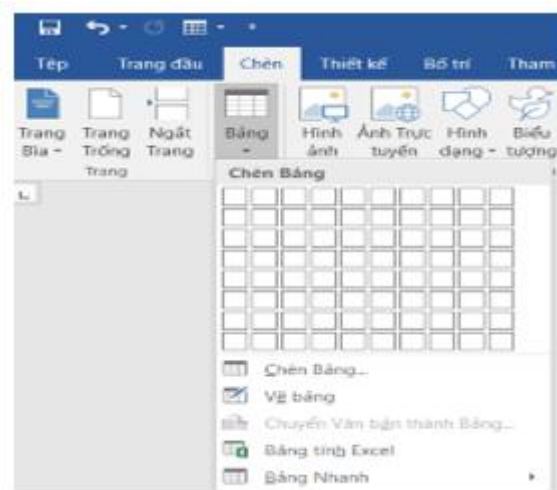 Tệp Trang đầu Chèn Thiết kế Bố trí Tham
Trang Bìa
Trang Trống
Ngắt Trang
Bảng
Hình ảnh
Ảnh Trực tuyến
Hình dạng
Biểu tượng
Trang
Chèn Bảng
Chèn Bảng...
Vẽ bảng
Chuyển Văn bản thành Bảng...
Bảng tính Excel
Bảng Nhanh